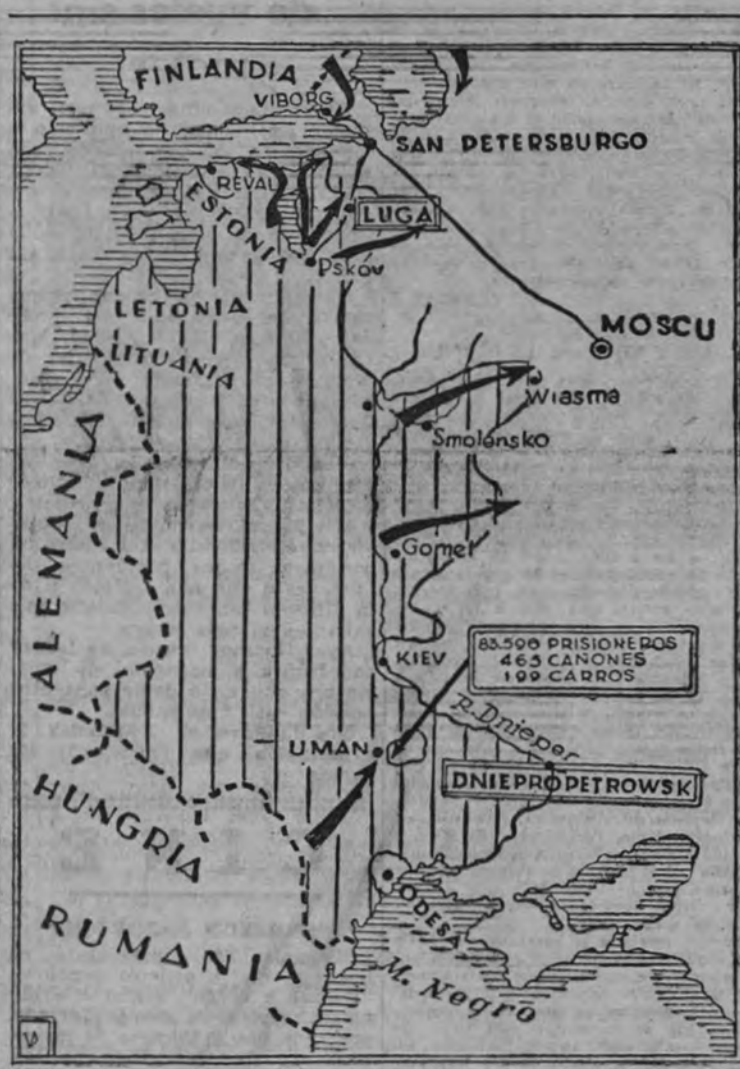 FINLANDIA
VIBORG
SAN PETERSBURGO
REVAL
ESTONIA
LUGA
Pskov
LETONIA
MOSCU
LITUANIA
Wiasma
Smolensko
ALEMANIA
Gomel
83.596 PRISIONEROS
465 CAÑONES
199 CARROS
KIEV
R. Dnieper
UMAN
DNIEPROPETROWSK
HUNGRIA
ODESA
RUMANIA
M. Negro